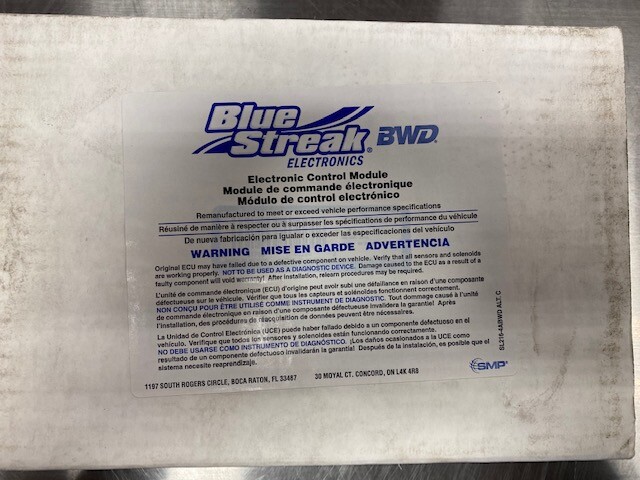 Blue
Streak® BWD®
ELECTRONICS
Electronic Control Module
Module de commande électronique
Módulo de control electrónico
Remanufactured to meet or exceed vehicle performance specifications
Réusiné de manière à respecter ou à surpasser les spécifications de performance du véhicule
De nueva fabricación para igualar o exceder las especificaciones del vehículo
WARNING MISE EN GARDE ADVERTENCIA
Original ECU may have failed due to a defective component on vehicle. Verify that all sensors and solenoids
are working properly. NOT TO BE USED AS A DIAGNOSTIC DEVICE. Damage caused to the ECU as a result of a
faulty component will void warranty! After installation, relearn procedures may be required.
L'unité de commande électronique (ECU) d'origine peut avoir subi une défaillance en raison d'une composante
défectueuse sur le véhicule. Vérifier que tous les capteurs et solénoïdes fonctionnent correctement.
NON CONÇU POUR ÊTRE UTILISÉ COMME INSTRUMENT DE DIAGNOSTIC. Tout dommage causé à l'unité
de commande électronique en raison d'une composante défectueuse invalidera la garantie! Après
l'installation, des procédures de réacquisition de données peuvent être nécessaires.
La Unidad de Control Electrónica (UCE) puede haber fallado debido a un componente defectuoso en el
vehículo. Verifique que todos los sensores y solenoides están funcionando correctamente.
NO DEBE USARSE COMO INSTRUMENTO DE DIAGNÓSTICO. ¡Los daños ocasionados a la UCE como
resultado de un componente defectuoso invalidarán la garantía! Después de la instalación, es posible que el
sistema necesite reaprendizaje.
SL215-4ABWD ALT. C
SMP®
1197 SOUTH ROGERS CIRCLE, BOCA RATON, FL 33487 30 MOYAL CT. CONCORD, ON L4K 4R8